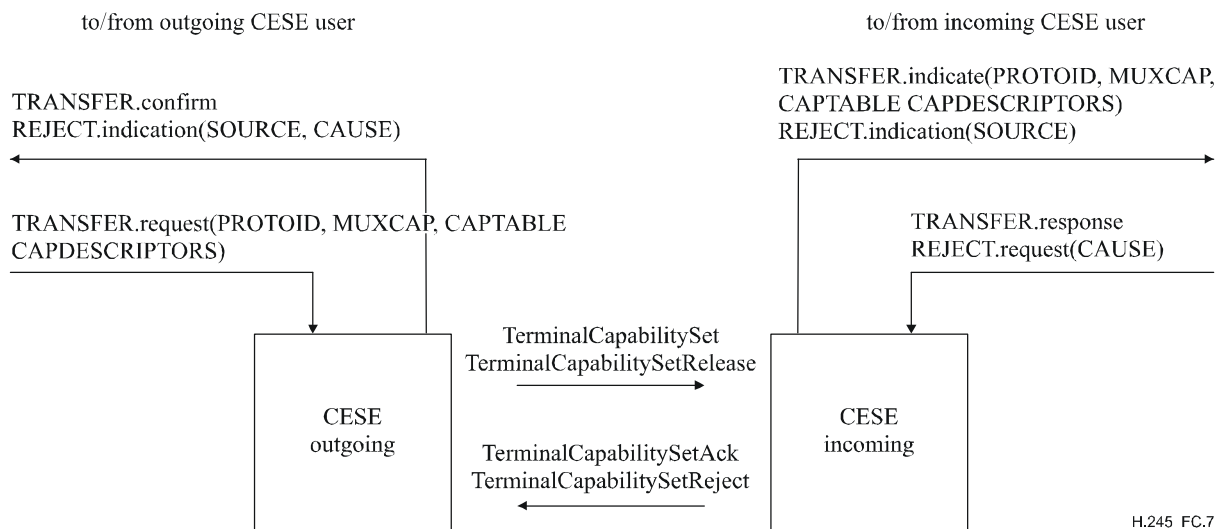 to/from outgoing CESE user
to/from incoming CESE user
TRANSFER.confirm
REJECT.indication(SOURCE, CAUSE)
TRANSFER.indicate(PROTOID, MUXCAP,
CAPTABLE CAPDESCRIPTORS)
REJECT.indication(SOURCE)
TRANSFER.request(PROTOID, MUXCAP, CAPTABLE
CAPDESCRIPTORS)
TRANSFER.response
REJECT.request(CAUSE)
TerminalCapabilitySet
TerminalCapabilitySetRelease
CESE
outgoing
CESE
incoming
TerminalCapabilitySetAck
TerminalCapabilitySetReject
H.245_FC.7